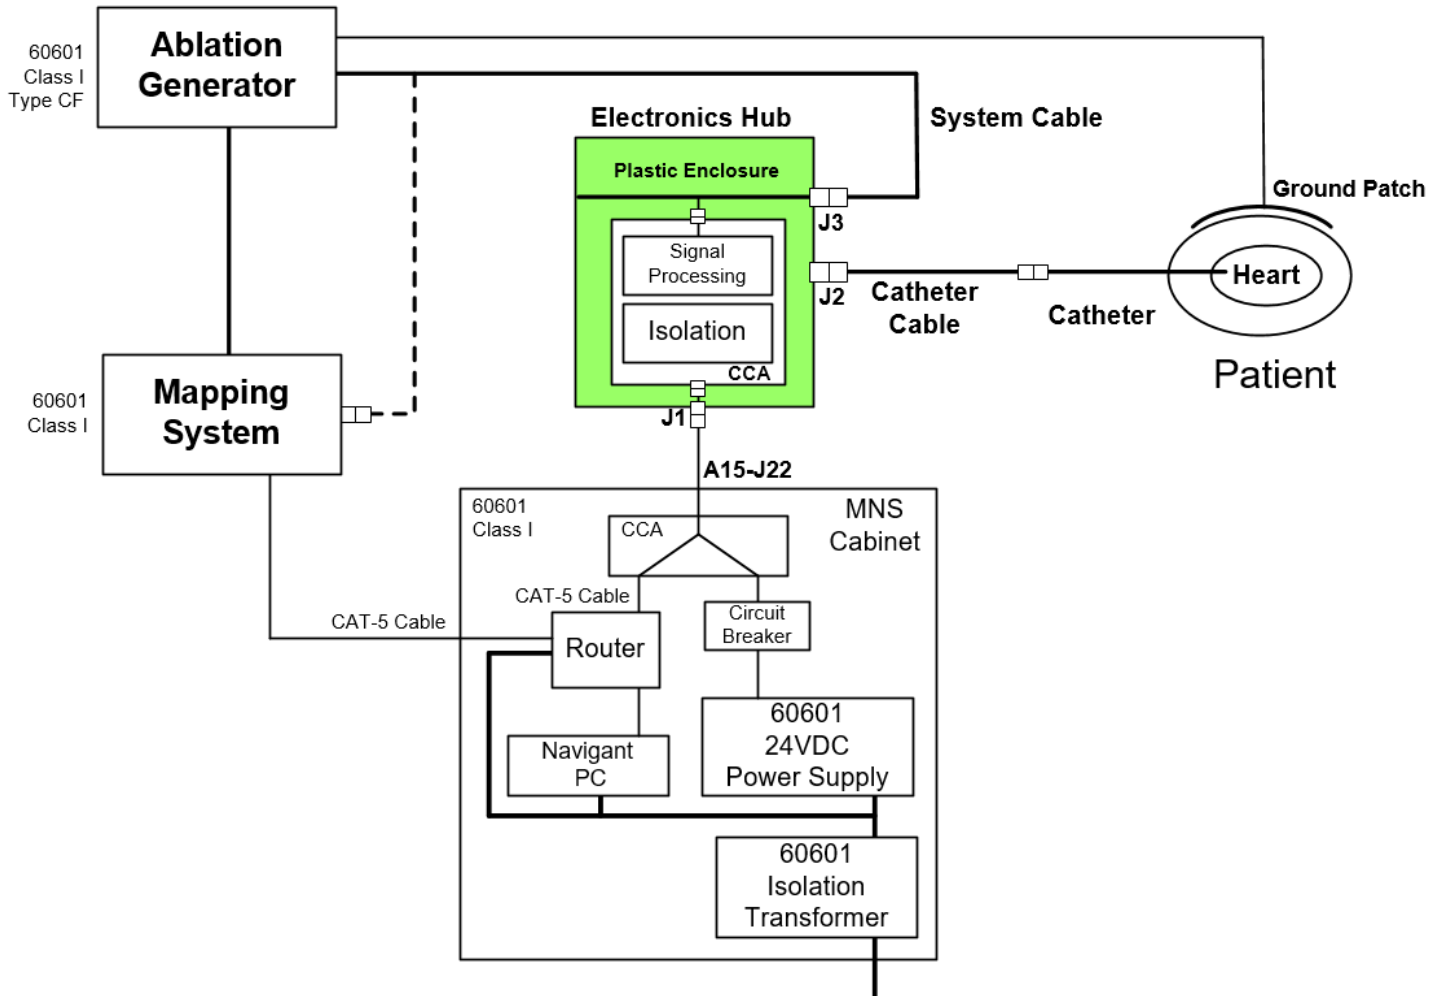 60601
Class I
Type CF
Ablation
Generator
Electronics Hub
System Cable
Plastic Enclosure
Ground Patch
J3
Signal
Processing
J2
Catheter
Cable
Catheter
Heart
Isolation
CCA
Patient
60601
Class I
Mapping
System
J1
A15-J22
60601
Class I
MNS
Cabinet
CCA
CAT-5 Cable
CAT-5 Cable
Circuit
Breaker
Router
60601
24VDC
Power Supply
Navigant
PC
60601
Isolation
Transformer